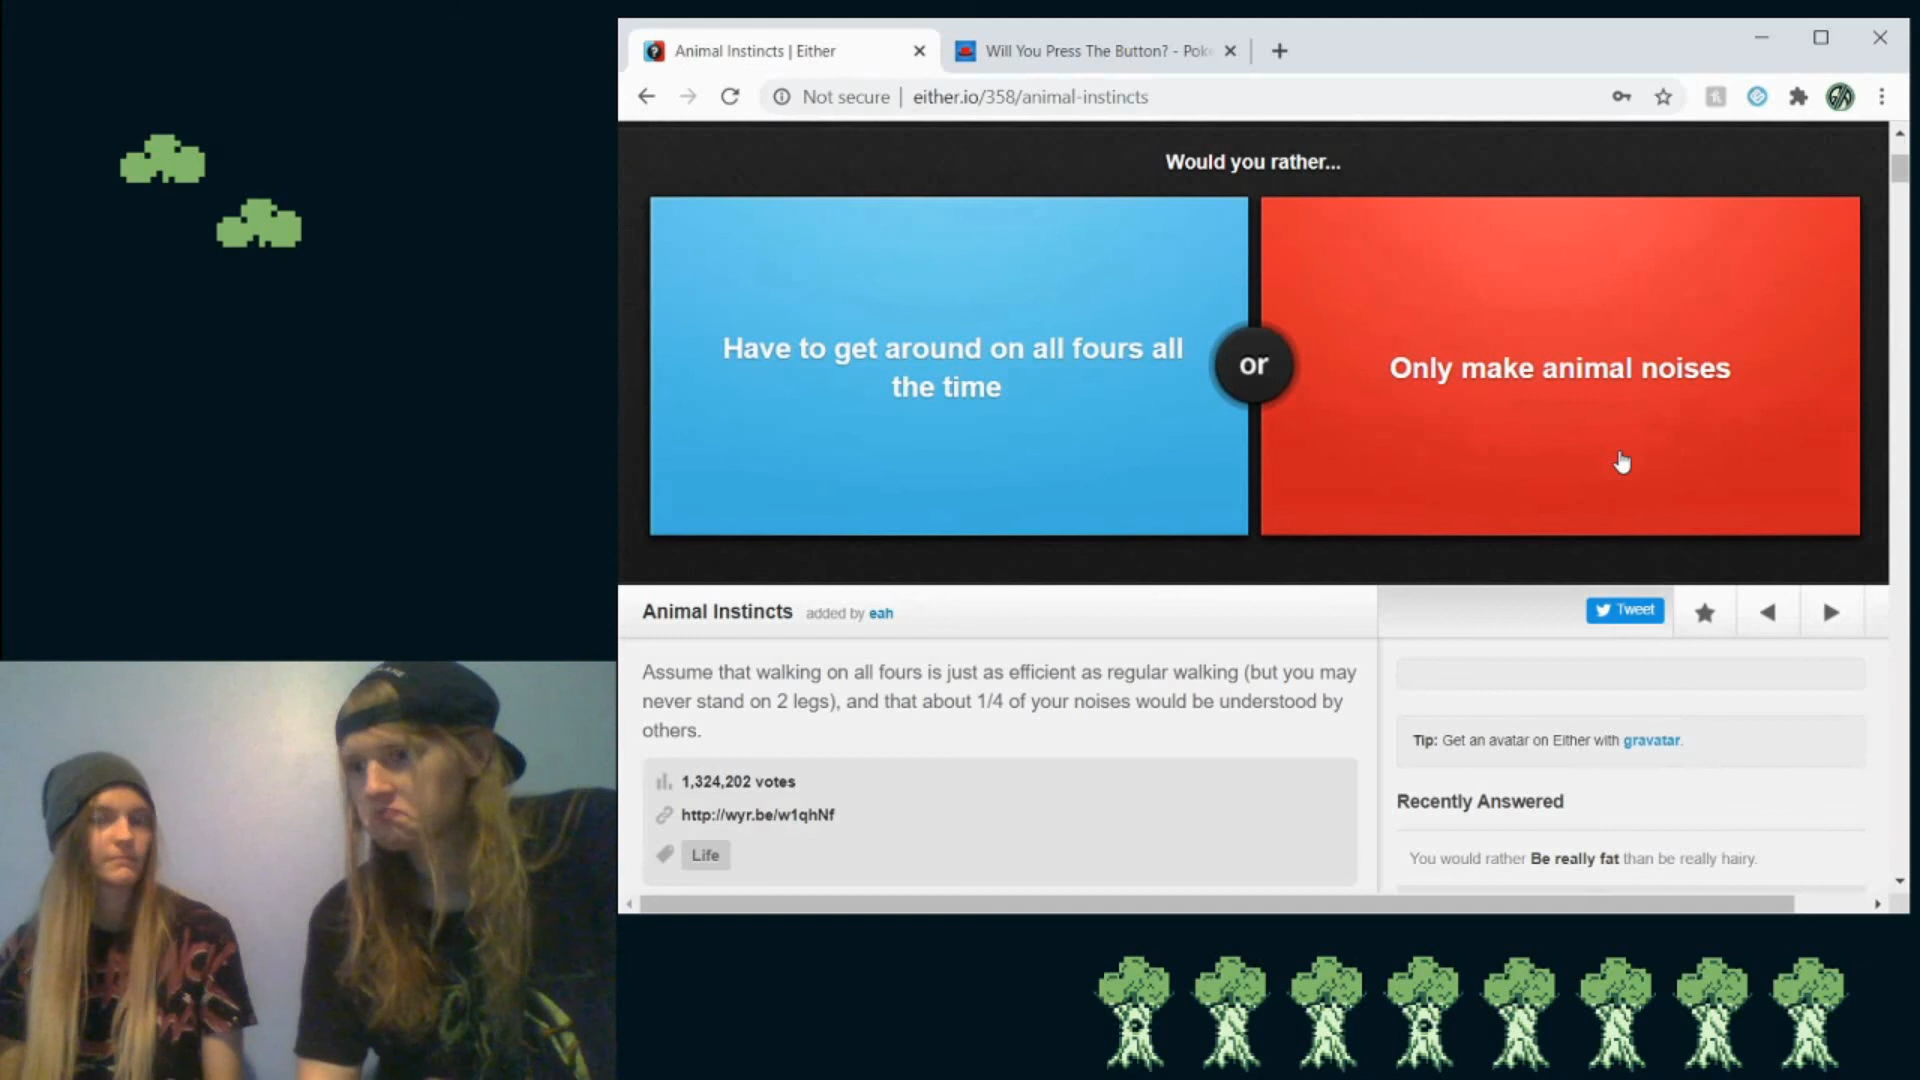 Animal Instincts | Either
Will You Press The Button? - Poke
Not secure | either.io/358/animal-instincts
Would you rather...
Have to get around on all fours all
the time
or
Only make animal noises
Animal Instincts added by eah
Tweet
Assume that walking on all fours is just as efficient as regular walking (but you may
never stand on 2 legs), and that about 1/4 of your noises would be understood by
others.
1,324,202 votes
http://wyr.be/w1qhNf
Life
Tip: Get an avatar on Either with gravatar.
Recently Answered
You would rather Be really fat than be really hairy.